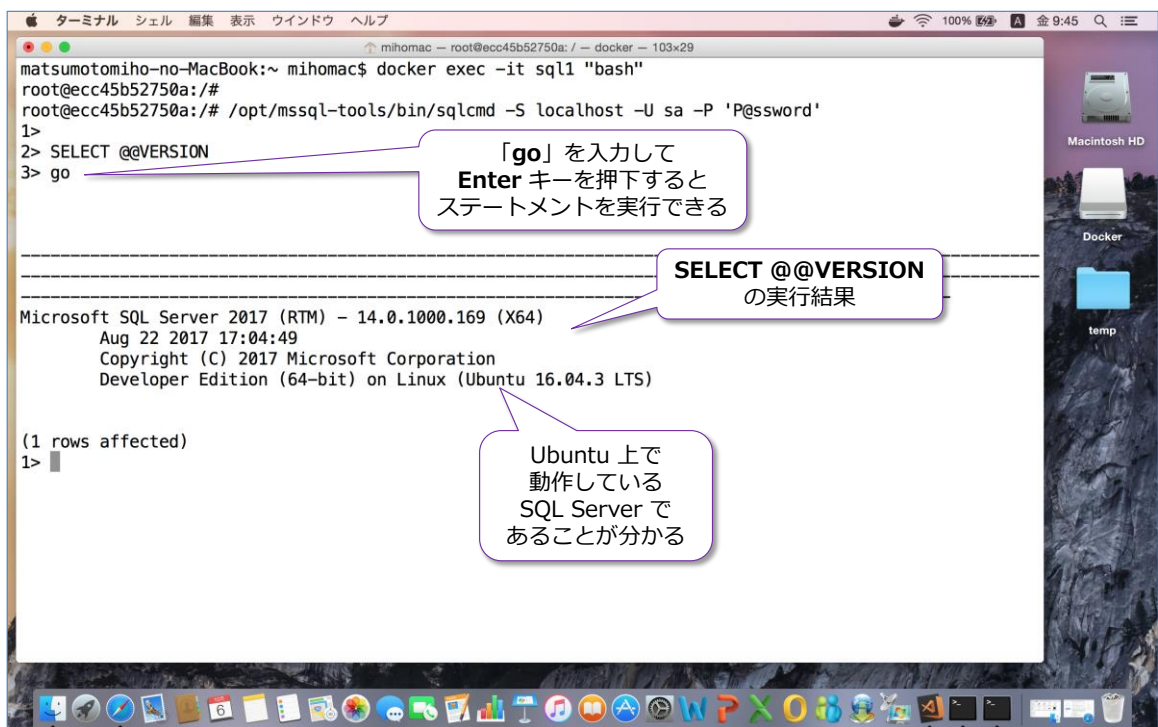 ターミナル シェル 編集 表示 ウインドウ ヘルプ 100% A 金 9:45
mihomac — root@ecc45b52750a: / — docker — 103×29
matsumotomiho-no-MacBook:~ mihomac$ docker exec -it sql1 "bash"
root@ecc45b52750a:/#
root@ecc45b52750a:/# /opt/mssql-tools/bin/sqlcmd -S localhost -U sa -P 'P@ssword'
1>
2> SELECT @@VERSION
3> go
「go」を入力して
Enter キーを押下すると
ステートメントを実行できる
SELECT @@VERSION
の実行結果
Microsoft SQL Server 2017 (RTM) - 14.0.1000.169 (X64)
Aug 22 2017 17:04:49
Copyright (C) 2017 Microsoft Corporation
Developer Edition (64-bit) on Linux (Ubuntu 16.04.3 LTS)
(1 rows affected)
1>
Ubuntu 上で
動作している
SQL Server で
あることが分かる
Macintosh HD
Docker
temp
6